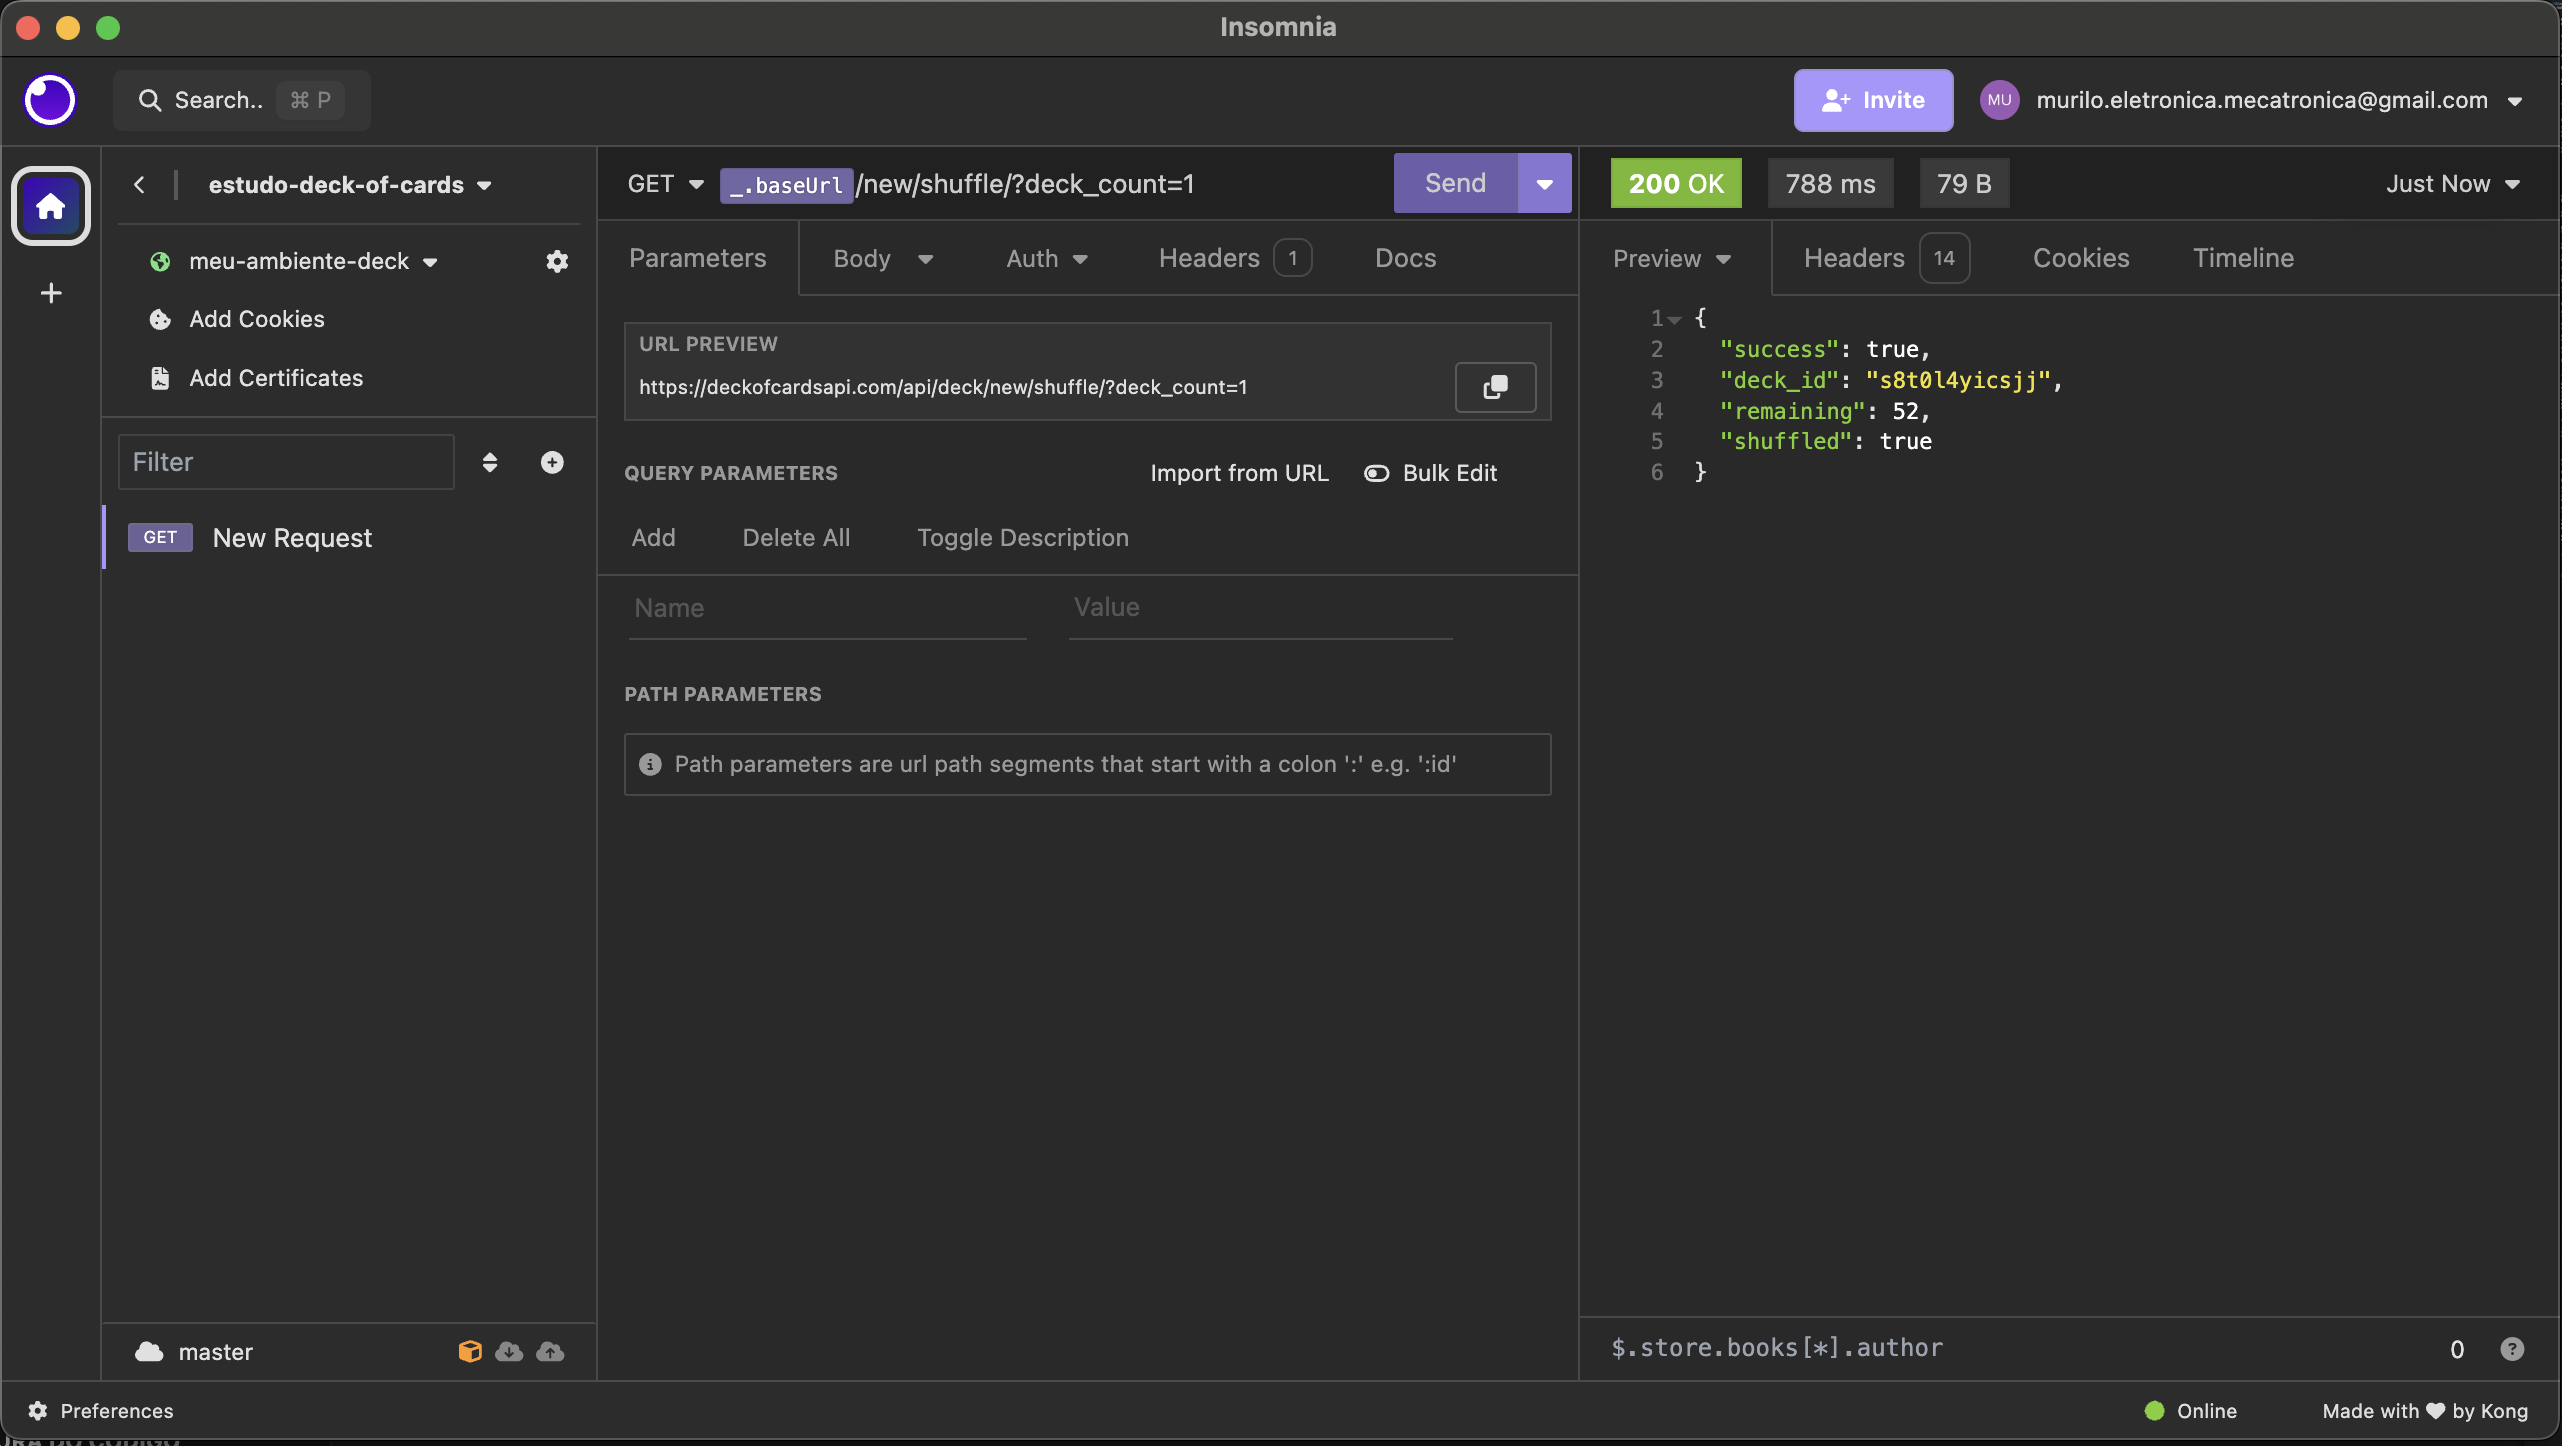 Insomnia
Search.. ⌘ P
Invite
MU murilo.eletronica.mecatronica@gmail.com
estudo-deck-of-cards
meu-ambiente-deck
Add Cookies
Add Certificates
Filter
GET New Request
master
GET _.baseUrl/new/shuffle/?deck_count=1
Send
Parameters Body Auth Headers 1 Docs
URL PREVIEW
https://deckofcardsapi.com/api/deck/new/shuffle/?deck_count=1
QUERY PARAMETERS Import from URL Bulk Edit
Add Delete All Toggle Description
Name Value
PATH PARAMETERS
Path parameters are url path segments that start with a colon ':' e.g. ':id'
200 OK 788 ms 79 B Just Now
Preview Headers 14 Cookies Timeline
1 {
2 "success": true,
3 "deck_id": "s8t0l4yicsjj",
4 "remaining": 52,
5 "shuffled": true
6 }
$.store.books[*].author 0 ?
Preferences
Online Made with ♥ by Kong